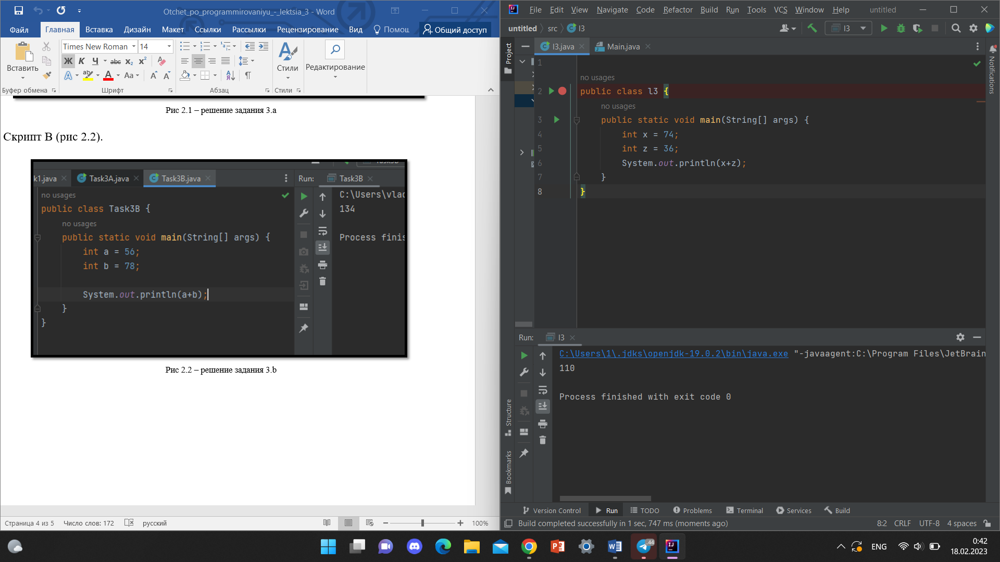 Otchet_po_programmirovaniyu_-_lektsia_3 - Word
Файл Главная Вставка Дизайн Макет Ссылки Рассылки Рецензирование Вид Помощ Общий доступ
Вставить
Буфер обмена
Times New Roman 14
Ж К Ч abc x₂ x²
A aby A Aa A A
Шрифт
Абзац
Стили
Стили
Редактирование
Рис 2.1 – решение задания 3.a
Скрипт В (рис 2.2).
k1.java Task3A.java Task3B.java
no usages
public class Task3B {
no usages
public static void main(String[] args) {
int a = 56;
int b = 78;
System.out.println(a+b);
}
}
Run: Task3B
C:\Users\vlad
134
Process finis
Рис 2.2 – решение задания 3.b
Страница 4 из 5 Число слов: 172 русский 100%
File Edit View Navigate Code Refactor Build Run Tools VCS Window Help untitled
untitled src l3 l3
Project
l3.java Main.java
Notifications
1
no usages
2 public class l3 {
no usages
3 public static void main(String[] args) {
4 int x = 74;
5 int z = 36;
6 System.out.println(x+z);
7 }
8 }
Run: l3
C:\Users\1\.jdks\openjdk-19.0.2\bin\java.exe "-javaagent:C:\Program Files\JetBrain
110
Process finished with exit code 0
Structure
Bookmarks
Version Control Run TODO Problems Terminal Services Build
Build completed successfully in 1 sec, 747 ms (moments ago) 8:2 CRLF UTF-8 4 spaces
44
ENG
0:42
18.02.2023